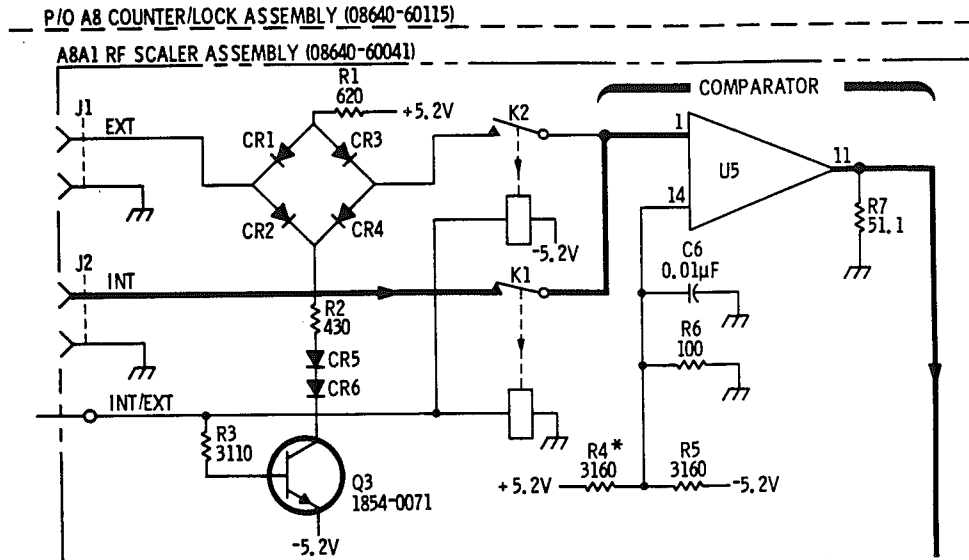 P/O A8 COUNTER/LOCK ASSEMBLY (08640-60115)
A8A1 RF SCALER ASSEMBLY (08640-60041)
R1
620
+5.2V
COMPARATOR
J1
EXT
CR1
CR3
K2
1
U5
11
14
R7
51.1
CR2
CR4
-5.2V
C6
0.01µF
J2
INT
K1
R2
430
R6
100
CR5
CR6
INT/EXT
R3
3110
R4*
3160
R5
3160
+5.2V
-5.2V
Q3
1854-0071
-5.2V